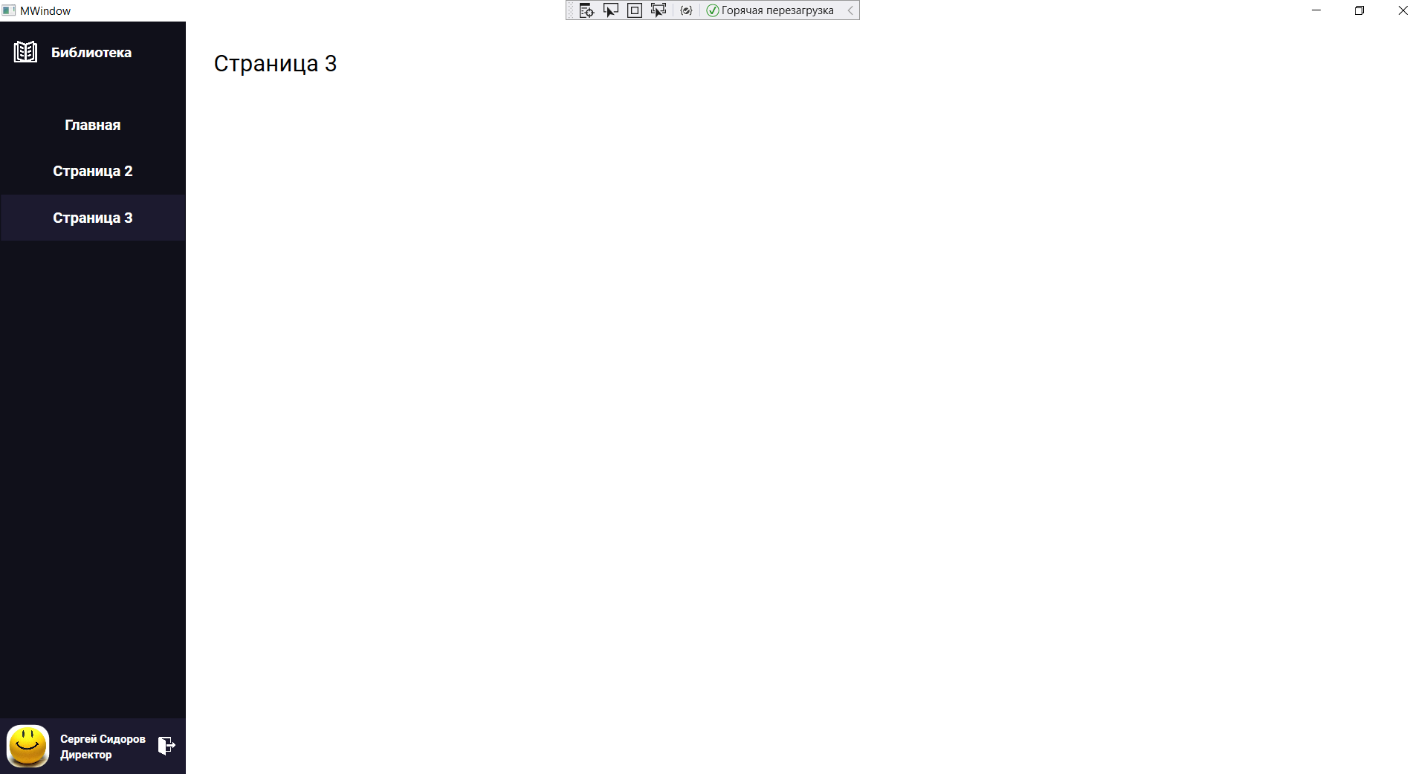 MWindow
Горячая перезагрузка
Библиотека
Страница 3
Главная
Страница 2
Страница 3
Сергей Сидоров
Директор